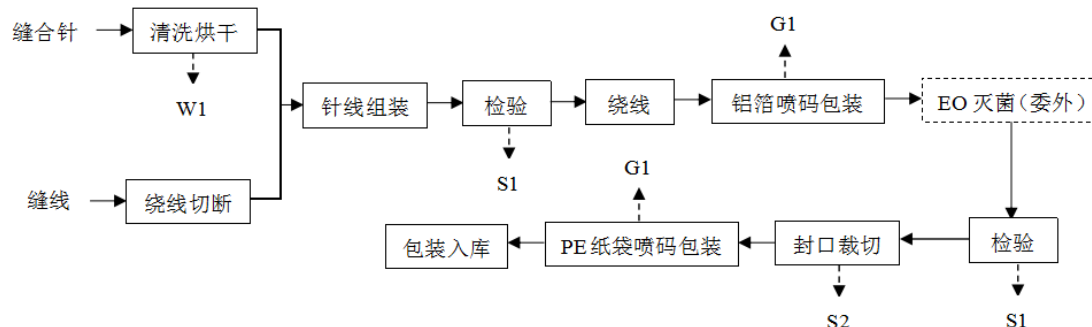 G1
缝合针
清洗烘干
W1
针线组装
检验
绕线
铝箔喷码包装
EO 灭菌（委外）
S1
缝线
绕线切断
G1
包装入库
PE 纸袋喷码包装
封口裁切
检验
S2
S1